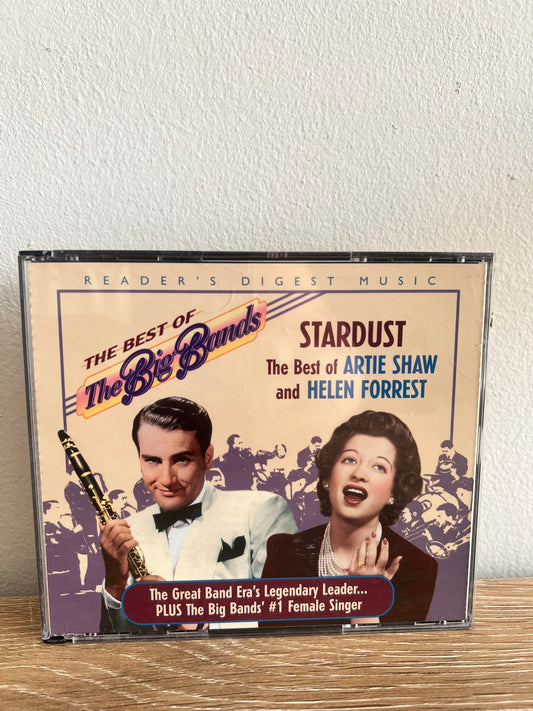 READER'S DIGEST MUSIC
THE BEST OF
The Big Bands
STARDUST
The Best of ARTIE SHAW
and HELEN FORREST
The Great Band Era's Legendary Leader...
PLUS The Big Bands' #1 Female Singer